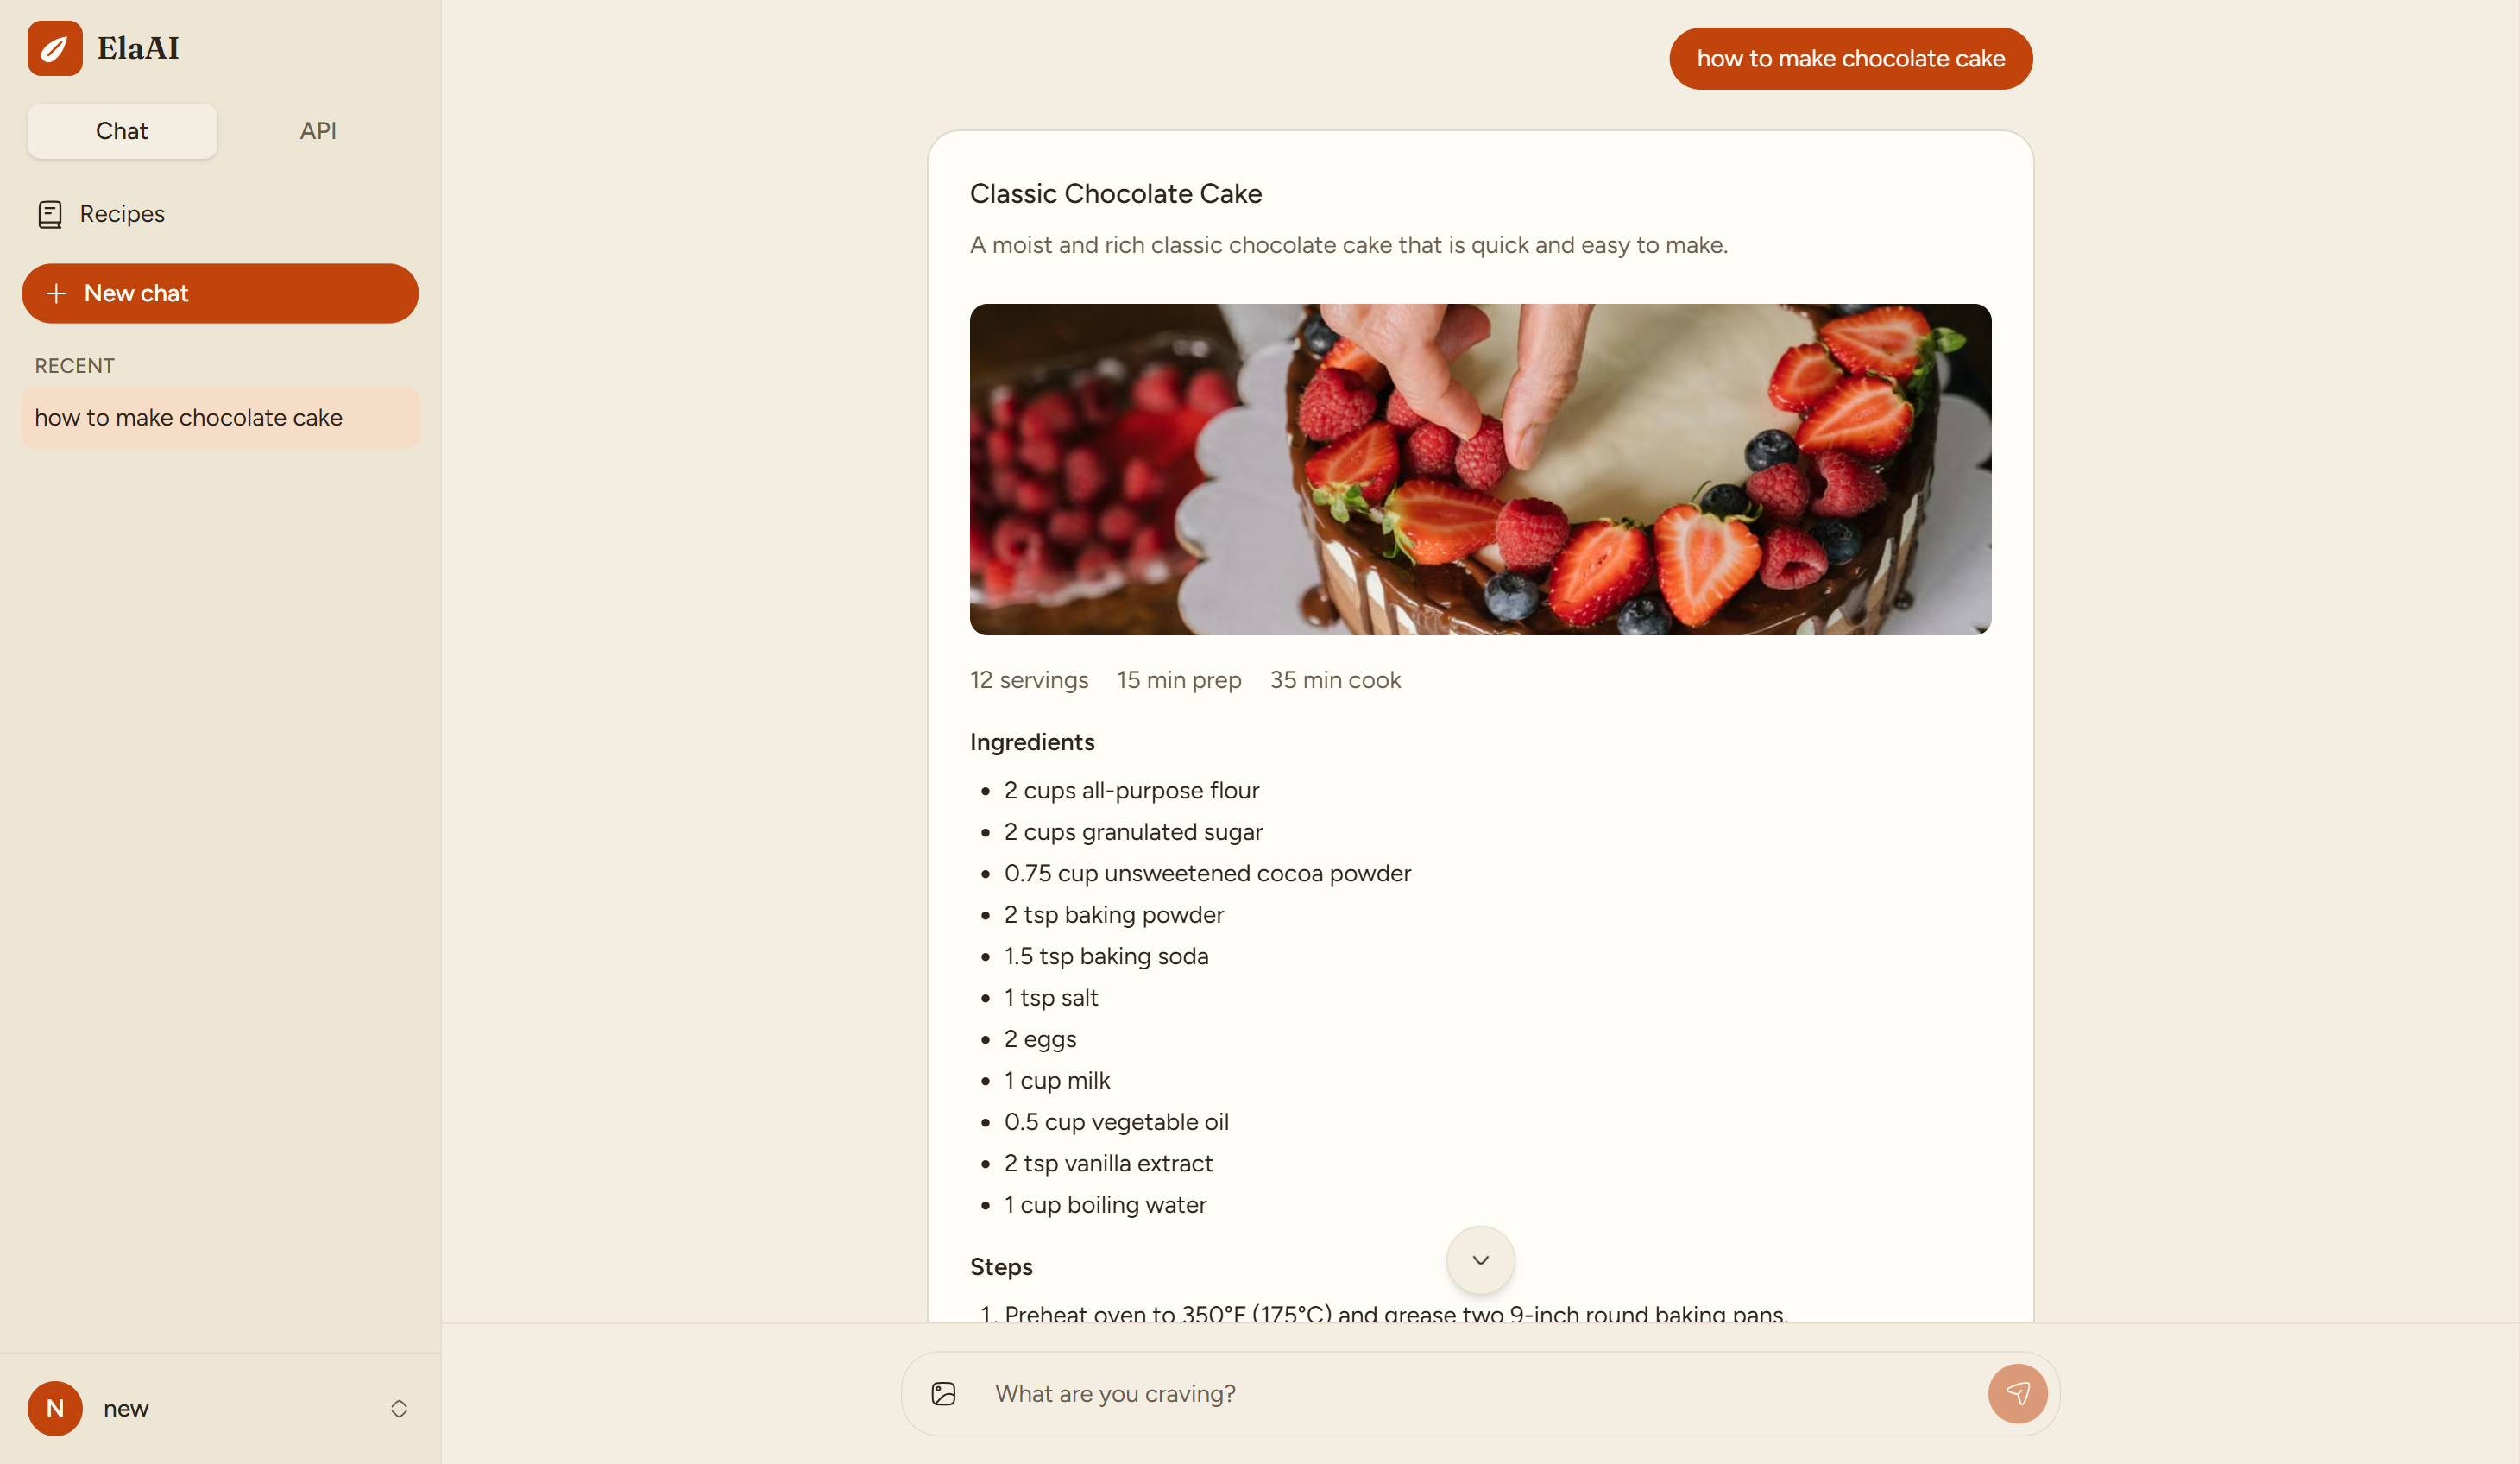 ElaAI
Chat
API
Recipes
New chat
RECENT
how to make chocolate cake
N
new
how to make chocolate cake
Classic Chocolate Cake
A moist and rich classic chocolate cake that is quick and easy to make.
12 servings 15 min prep 35 min cook
Ingredients
• 2 cups all-purpose flour
• 2 cups granulated sugar
• 0.75 cup unsweetened cocoa powder
• 2 tsp baking powder
• 1.5 tsp baking soda
• 1 tsp salt
• 2 eggs
• 1 cup milk
• 0.5 cup vegetable oil
• 2 tsp vanilla extract
• 1 cup boiling water
Steps
1. Preheat oven to 350°F (175°C) and grease two 9-inch round baking pans.
What are you craving?